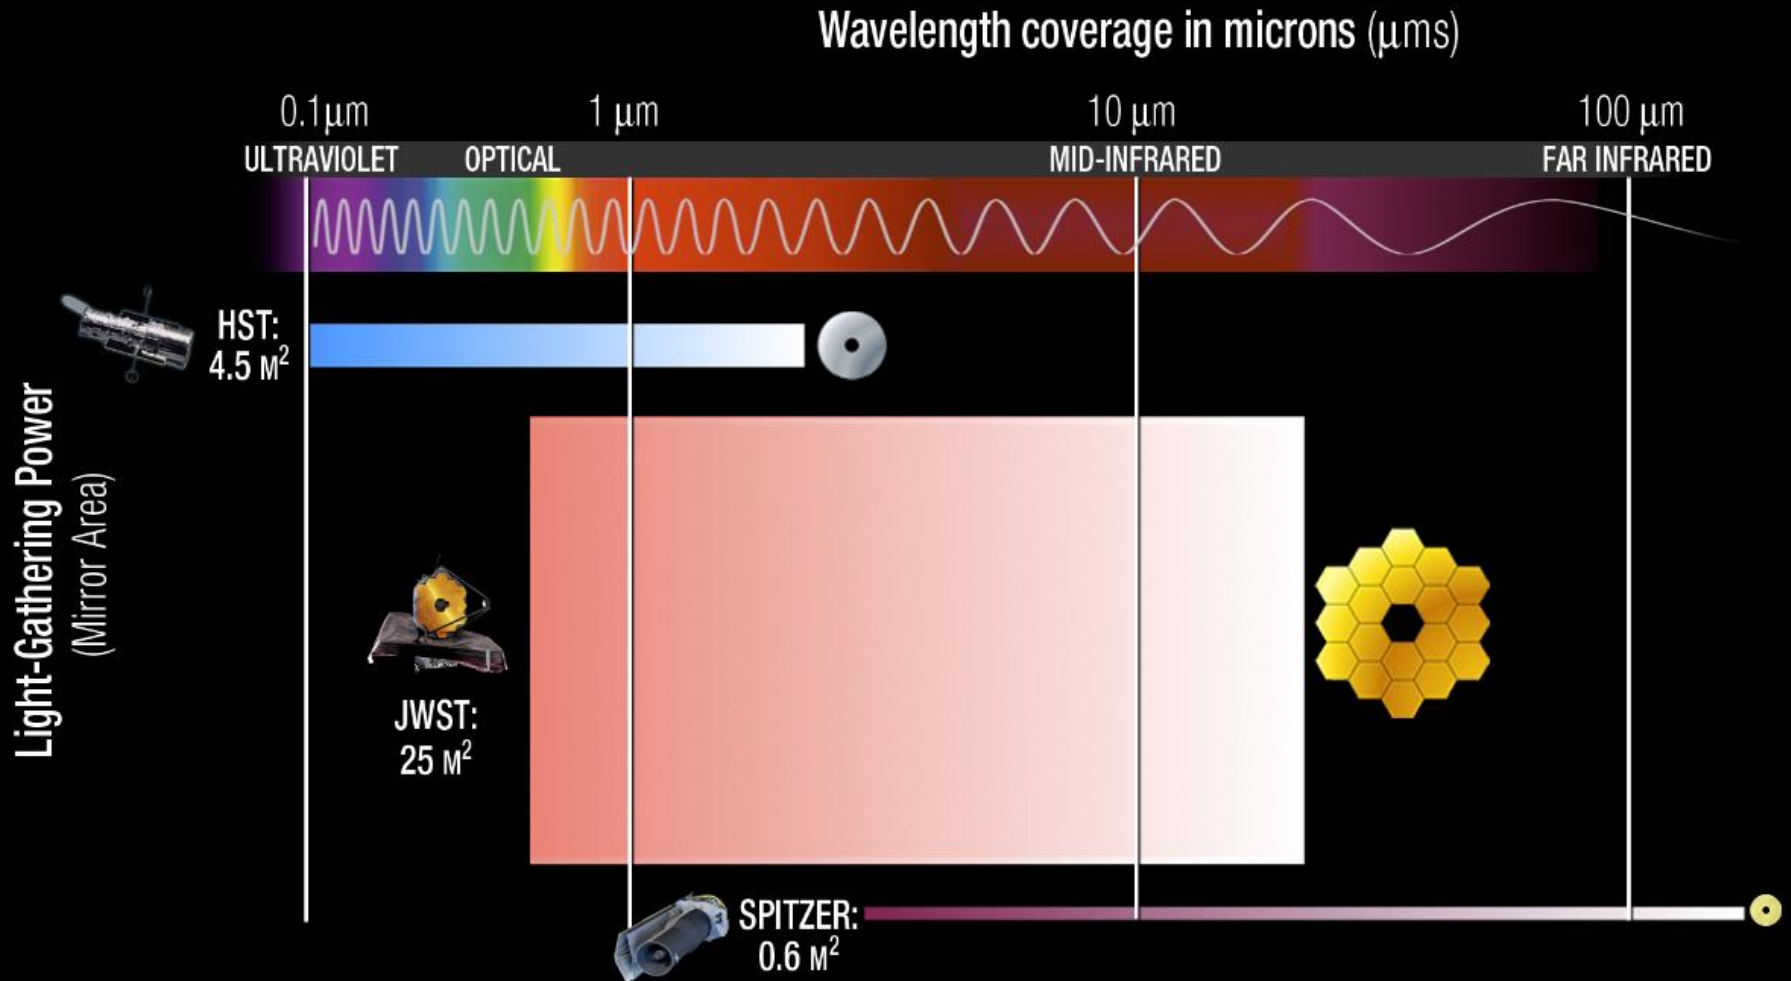 Wavelength coverage in microns (μms)
0.1μm 1 μm 10 μm 100 μm
ULTRAVIOLET OPTICAL MID-INFRARED FAR INFRARED
HST:
4.5 M²
Light-Gathering Power
(Mirror Area)
JWST:
25 M²
SPITZER:
0.6 M²